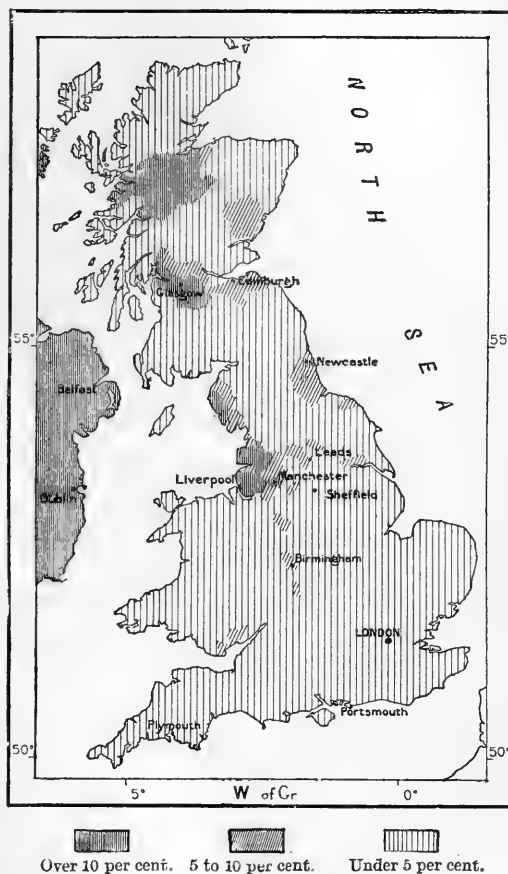 NORTH
SEA
Glasgow
Edinburgh
55°
55°
Newcastle
Belfast
Leeds
Liverpool
Manchester
Dublin
Sheffield
Birmingham
LONDON
Portsmouth
Plymouth
50°
50°
5°
W of Gr
0°
Over 10 per cent.
5 to 10 per cent.
Under 5 per cent.